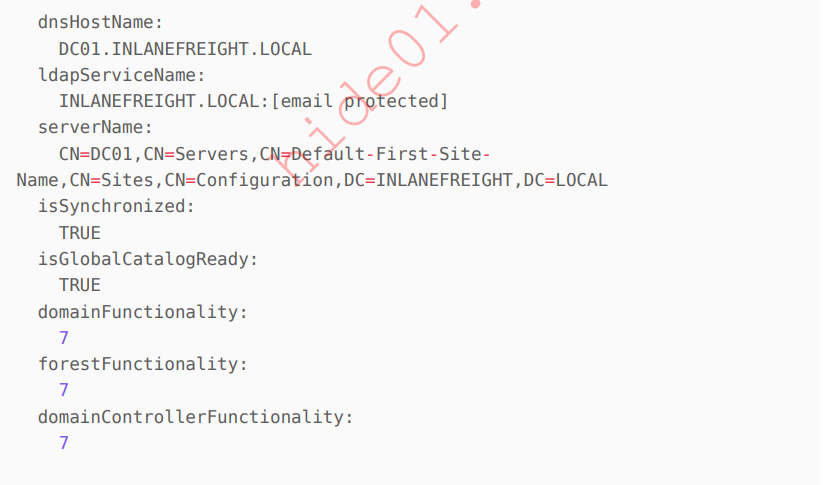 dnsHostName:
DC01.INLANEFREIGHT.LOCAL
ldapServiceName:
INLANEFREIGHT.LOCAL:[email protected]
serverName:
CN=DC01,CN=Servers,CN=Default-First-Site-
Name,CN=Sites,CN=Configuration,DC=INLANEFREIGHT,DC=LOCAL
isSynchronized:
TRUE
isGlobalCatalogReady:
TRUE
domainFunctionality:
7
forestFunctionality:
7
domainControllerFunctionality:
7
hide01.